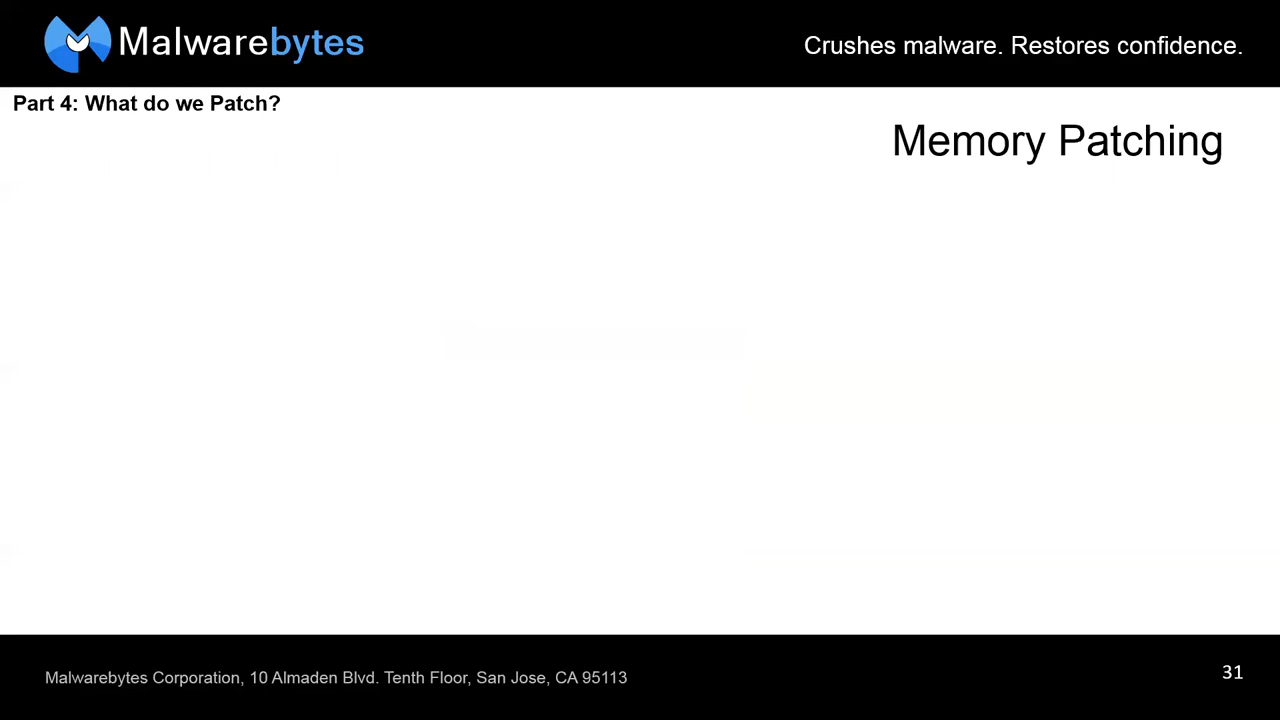 Malwarebytes
Crushes malware. Restores confidence.
Part 4: What do we Patch?
Memory Patching
Malwarebytes Corporation, 10 Almaden Blvd. Tenth Floor, San Jose, CA 95113
31